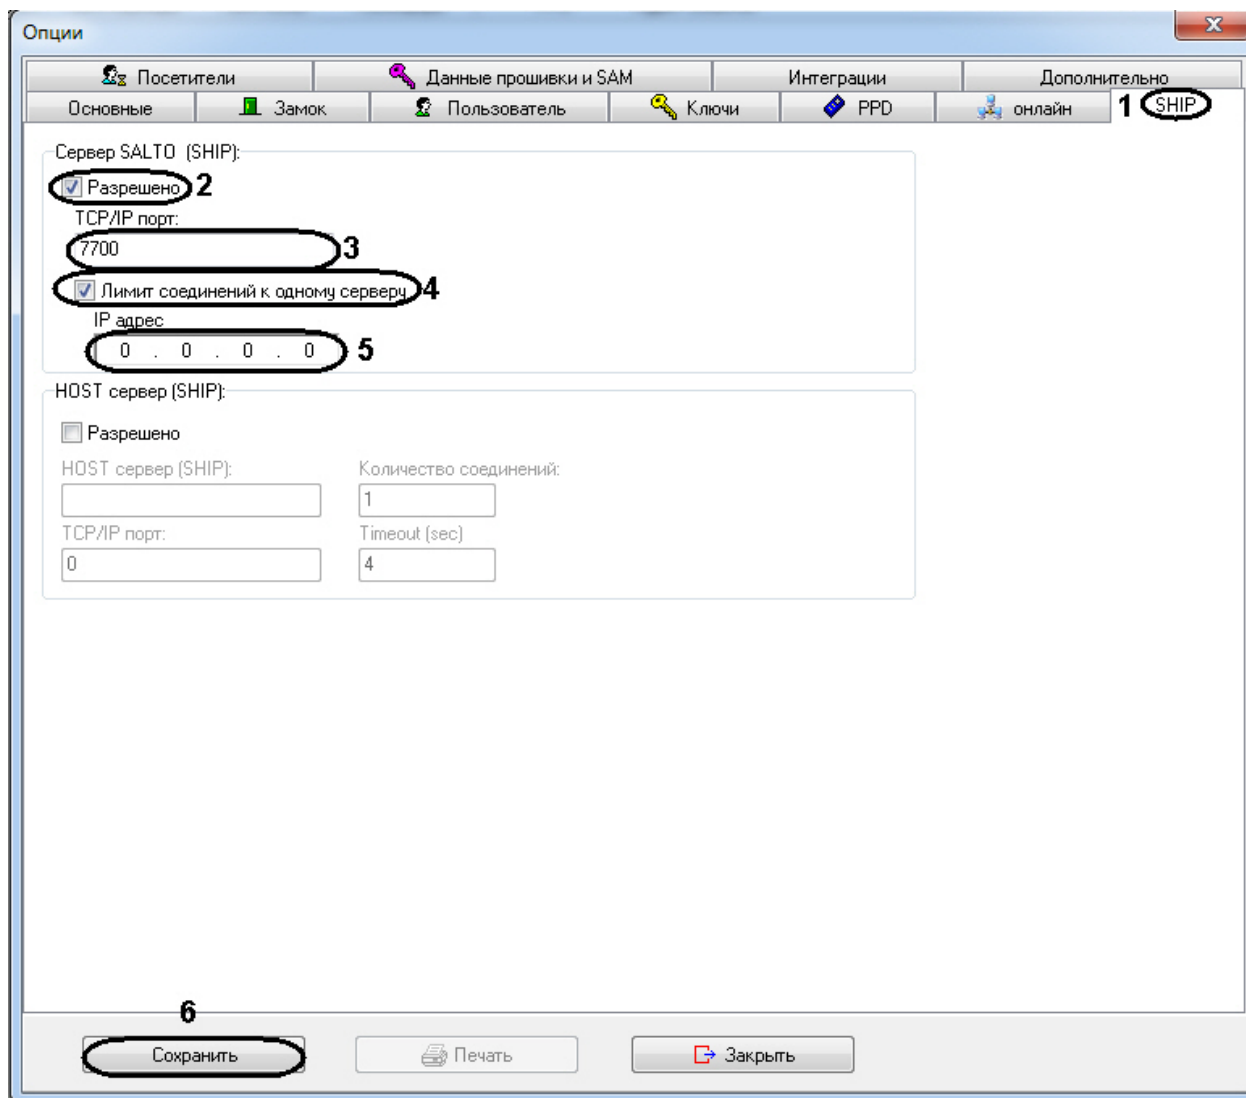 Опции
Посетители Данные прошивки и SAM Интеграции Дополнительно
Основные Замок Пользователь Ключи PPD онлайн 1 SHIP
Сервер SALTO (SHIP):
Разрешено 2
TCP/IP порт:
7700 3
Лимит соединений к одному серверу 4
IP адрес
0 . 0 . 0 . 0 5
HOST сервер (SHIP):
Разрешено
HOST сервер (SHIP): Количество соединений:
1
TCP/IP порт: Timeout (sec)
0 4
6
Сохранить Печать Закрыть